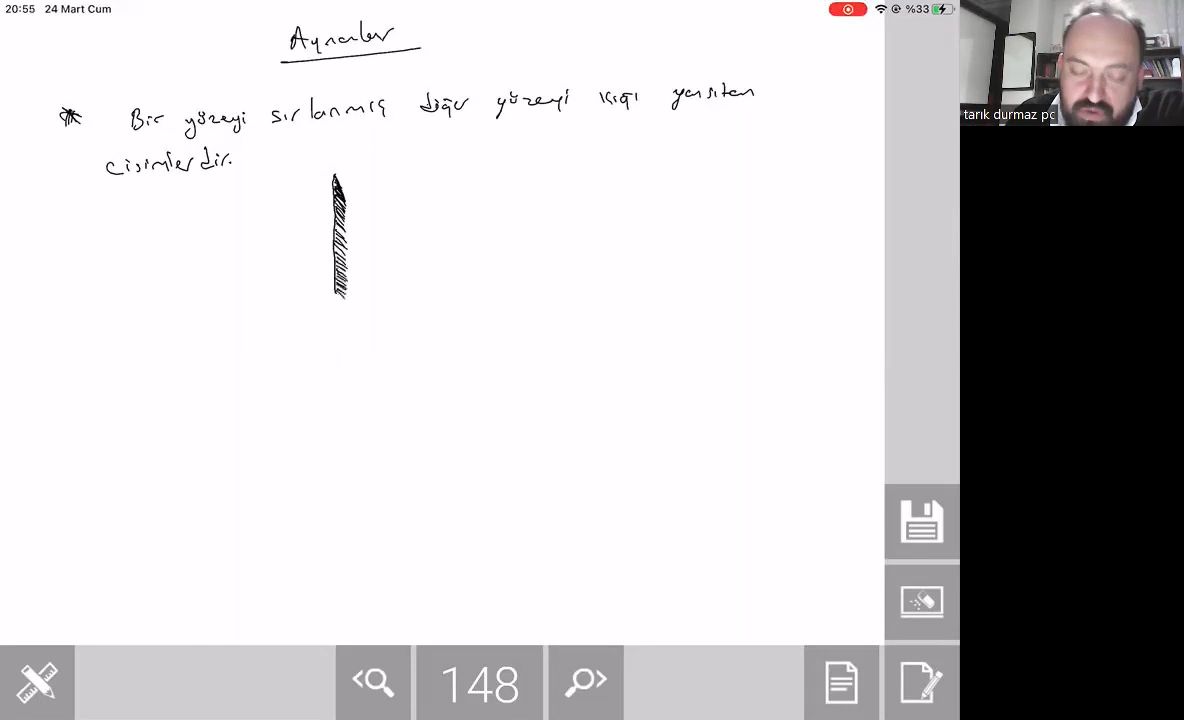 20:55 24 Mart Cum
%33
Aynalar
* Bir yüzeyi sırlanmış diğer yüzeyi ışığı yansıtan
cisimlerdir.
tarık durmaz pc
148